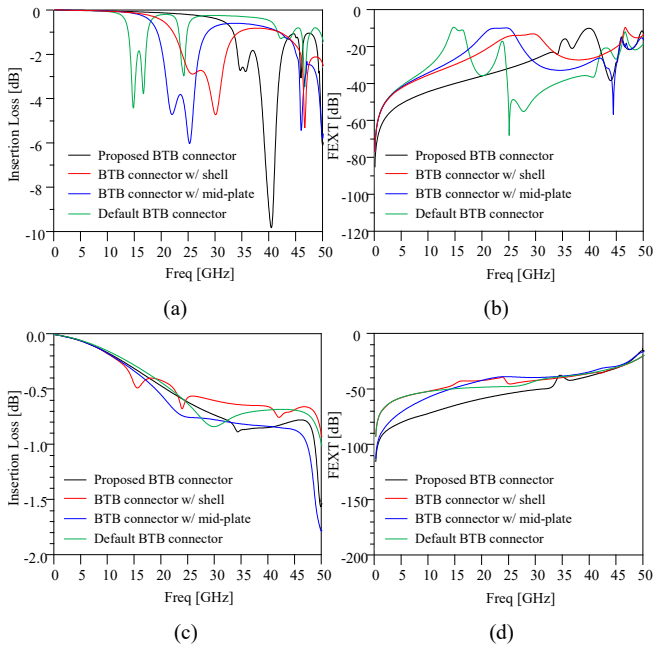 0
-2
-4
-6
-8
-10
Insertion Loss [dB]
Proposed BTB connector
BTB connector w/ shell
BTB connector w/ mid-plate
Default BTB connector
0 5 10 15 20 25 30 35 40 45 50
Freq [GHz]
(a)
0
-20
-40
-60
-80
-100
-120
FEXT [dB]
Proposed BTB connector
BTB connector w/ shell
BTB connector w/ mid-plate
Default BTB connector
0 5 10 15 20 25 30 35 40 45 50
Freq [GHz]
(b)
0.0
-0.5
-1.0
-1.5
-2.0
Insertion Loss [dB]
Proposed BTB connector
BTB connector w/ shell
BTB connector w/ mid-plate
Default BTB connector
0 5 10 15 20 25 30 35 40 45 50
Freq [GHz]
(c)
0
-50
-100
-150
-200
FEXT [dB]
Proposed BTB connector
BTB connector w/ shell
BTB connector w/ mid-plate
Default BTB connector
0 5 10 15 20 25 30 35 40 45 50
Freq [GHz]
(d)